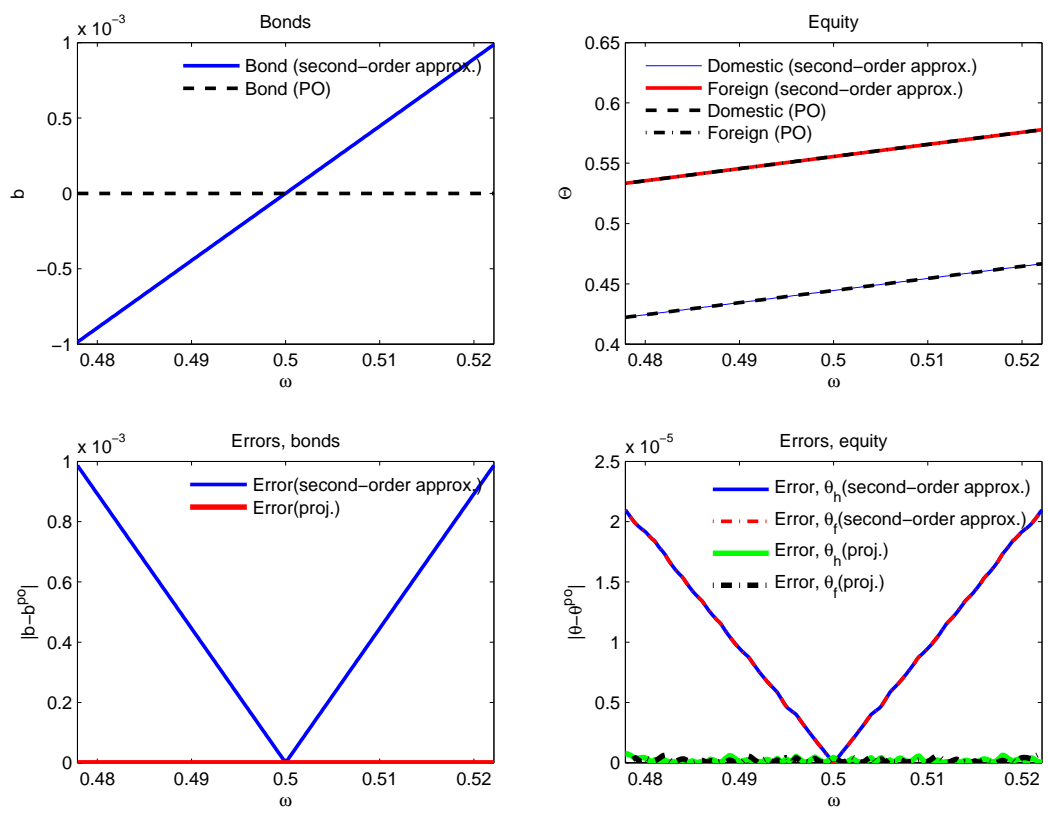 Bonds
x 10−3
1
0.5
0
−0.5
−1
b
Bond (second−order approx.)
Bond (PO)
0.48 0.49 0.5 0.51 0.52
ω
Equity
0.65
0.6
0.55
0.5
0.45
0.4
Θ
Domestic (second−order approx.)
Foreign (second−order approx.)
Domestic (PO)
Foreign (PO)
0.48 0.49 0.5 0.51 0.52
ω
Errors, bonds
x 10−3
1
0.8
0.6
0.4
0.2
0
|b−bpo|
Error(second−order approx.)
Error(proj.)
0.48 0.49 0.5 0.51 0.52
ω
Errors, equity
x 10−5
2.5
2
1.5
1
0.5
0
|θ−θpo|
Error, θh(second−order approx.)
Error, θf(second−order approx.)
Error, θh(proj.)
Error, θf(proj.)
0.48 0.49 0.5 0.51 0.52
ω